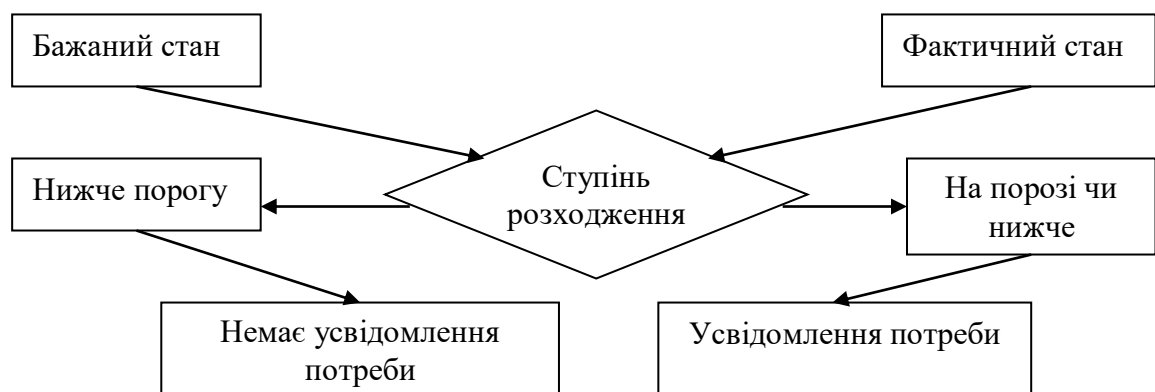 Бажаний стан
Фактичний стан
Ступінь
розходження
Нижче порогу
На порозі чи
нижче
Немає усвідомлення
потреби
Усвідомлення потреби